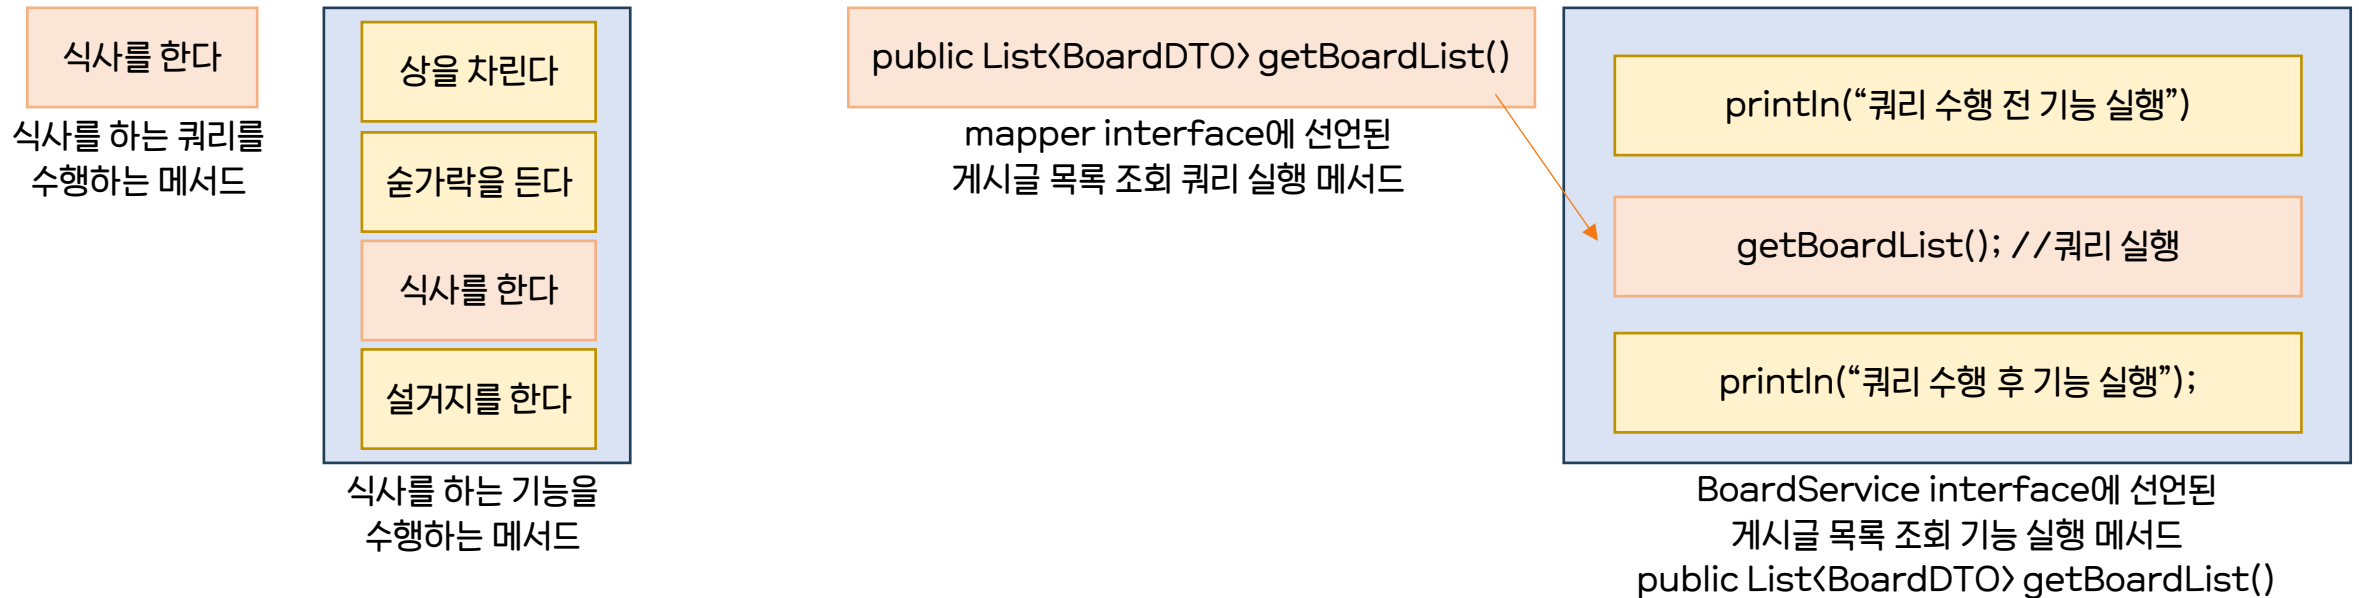 식사를 한다
식사를 하는 쿼리를
수행하는 메서드
상을 차린다
숟가락을 든다
식사를 한다
설거지를 한다
식사를 하는 기능을
수행하는 메서드
public List<BoardDTO> getBoardList()
mapper interface에 선언된
게시글 목록 조회 쿼리 실행 메서드
println(“쿼리 수행 전 기능 실행”)
getBoardList(); //쿼리 실행
println(“쿼리 수행 후 기능 실행”);
BoardService interface에 선언된
게시글 목록 조회 기능 실행 메서드
public List<BoardDTO> getBoardList()